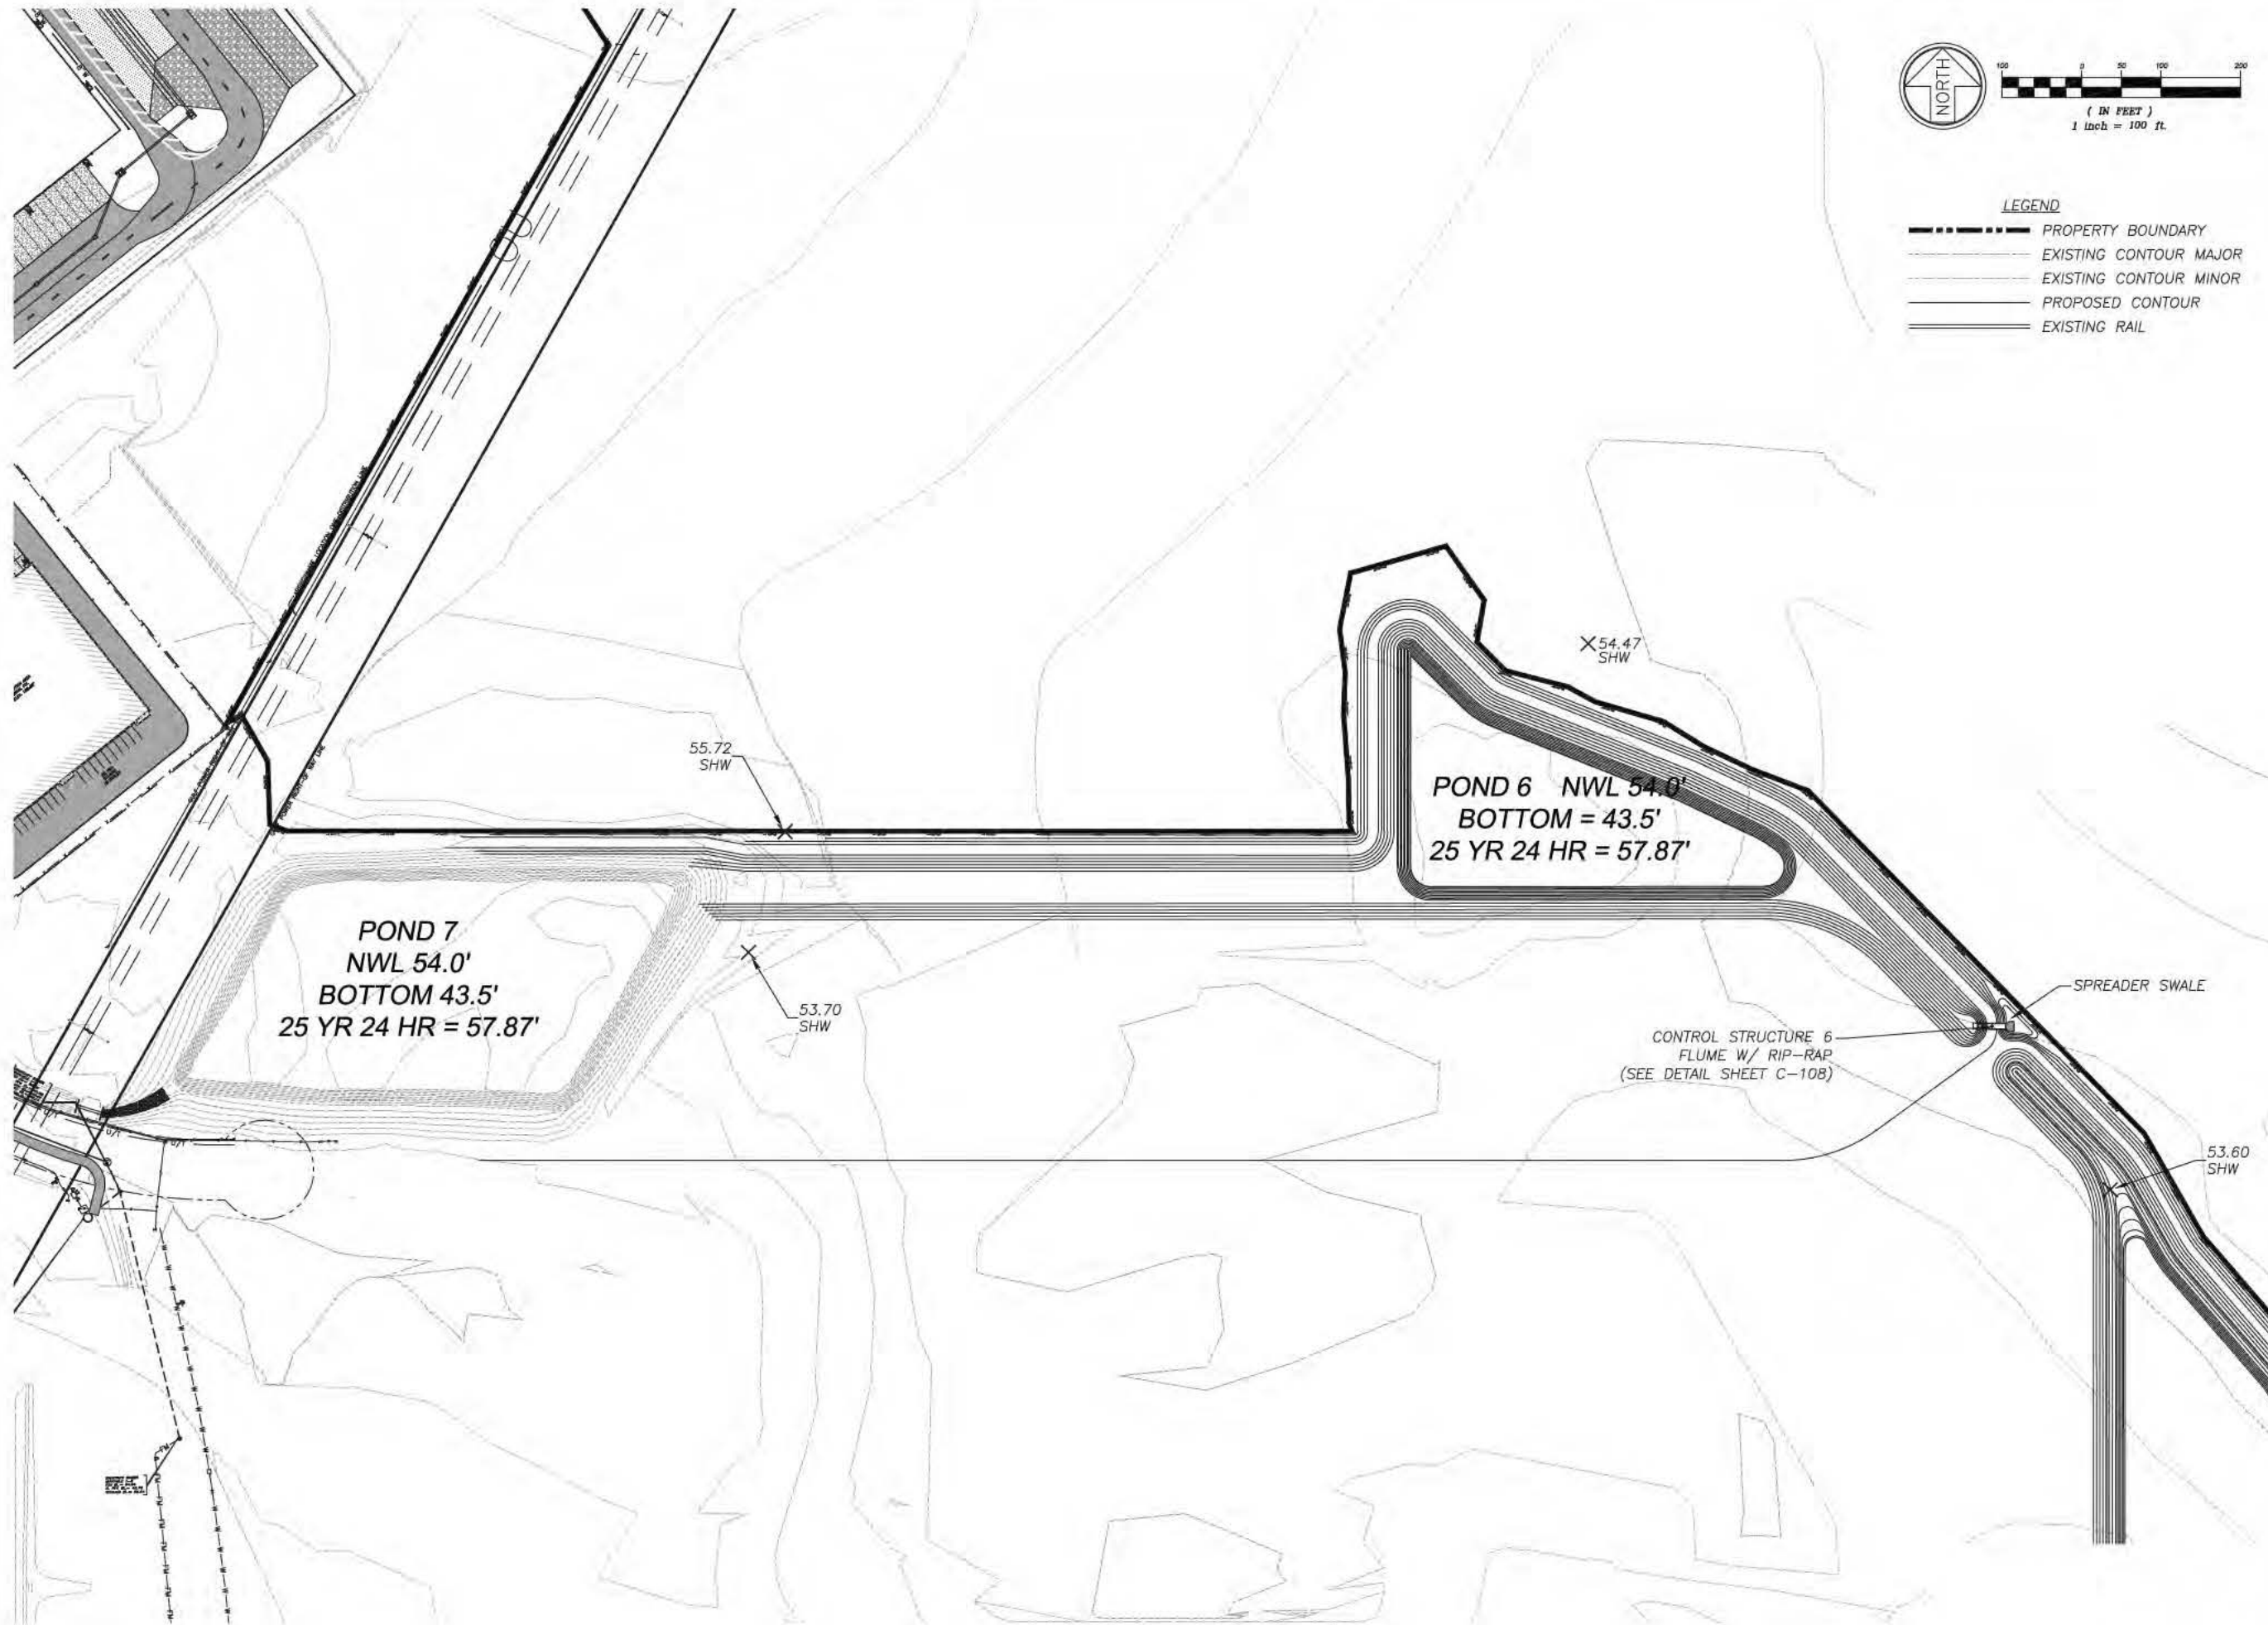 NORTH
100 0 50 100 200
( IN FEET )
1 inch = 100 ft.
LEGEND
PROPERTY BOUNDARY
EXISTING CONTOUR MAJOR
EXISTING CONTOUR MINOR
PROPOSED CONTOUR
EXISTING RAIL
54.47
SHW
55.72
SHW
POND 6 NWL 54.0'
BOTTOM = 43.5'
25 YR 24 HR = 57.87'
POND 7
NWL 54.0'
BOTTOM 43.5'
25 YR 24 HR = 57.87'
53.70
SHW
SPREADER SWALE
CONTROL STRUCTURE 6
FLUME W/ RIP-RAP
(SEE DETAIL SHEET C-108)
53.60
SHW